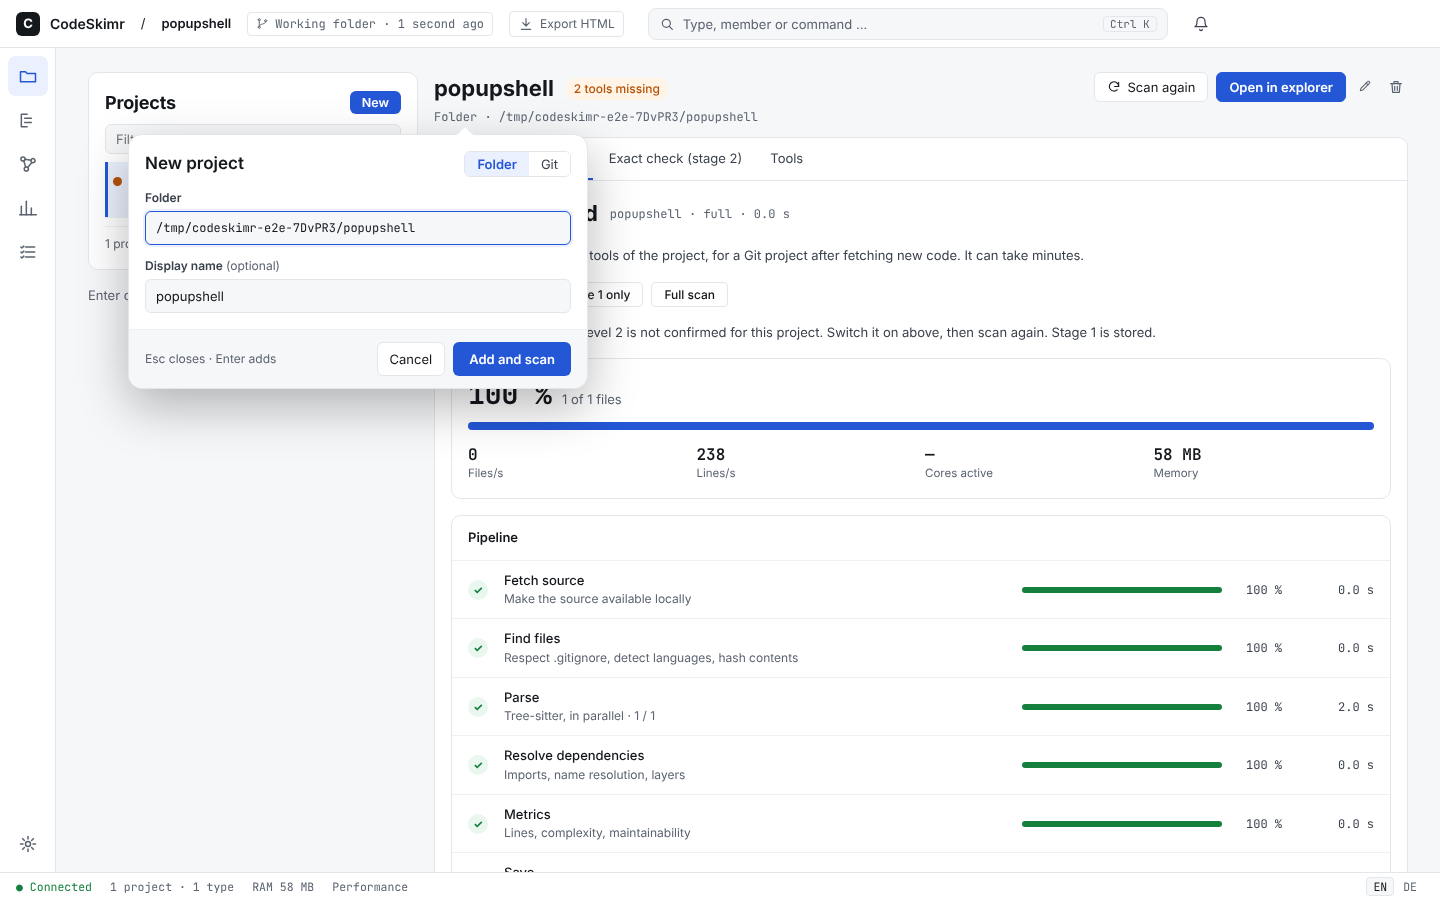 C CodeSkimr / popupshell Working folder · 1 second ago Export HTML Type, member or command ... Ctrl K
Projects New
1 pro
Enter
New project Folder Git
Folder
/tmp/codeskimr-e2e-7DvPR3/popupshell
Display name (optional)
popupshell
Esc closes · Enter adds Cancel Add and scan
popupshell 2 tools missing Scan again Open in explorer
Folder · /tmp/codeskimr-e2e-7DvPR3/popupshell
Exact check (stage 2) Tools
d popupshell · full · 0.0 s
tools of the project, for a Git project after fetching new code. It can take minutes.
e 1 only Full scan
evel 2 is not confirmed for this project. Switch it on above, then scan again. Stage 1 is stored.
100 % 1 of 1 files
0 238 – 58 MB
Files/s Lines/s Cores active Memory
Pipeline
Fetch source 100 % 0.0 s
Make the source available locally
Find files 100 % 0.0 s
Respect .gitignore, detect languages, hash contents
Parse 100 % 2.0 s
Tree-sitter, in parallel · 1 / 1
Resolve dependencies 100 % 0.0 s
Imports, name resolution, layers
Metrics 100 % 0.0 s
Lines, complexity, maintainability
Save
Connected 1 project · 1 type RAM 58 MB Performance EN DE